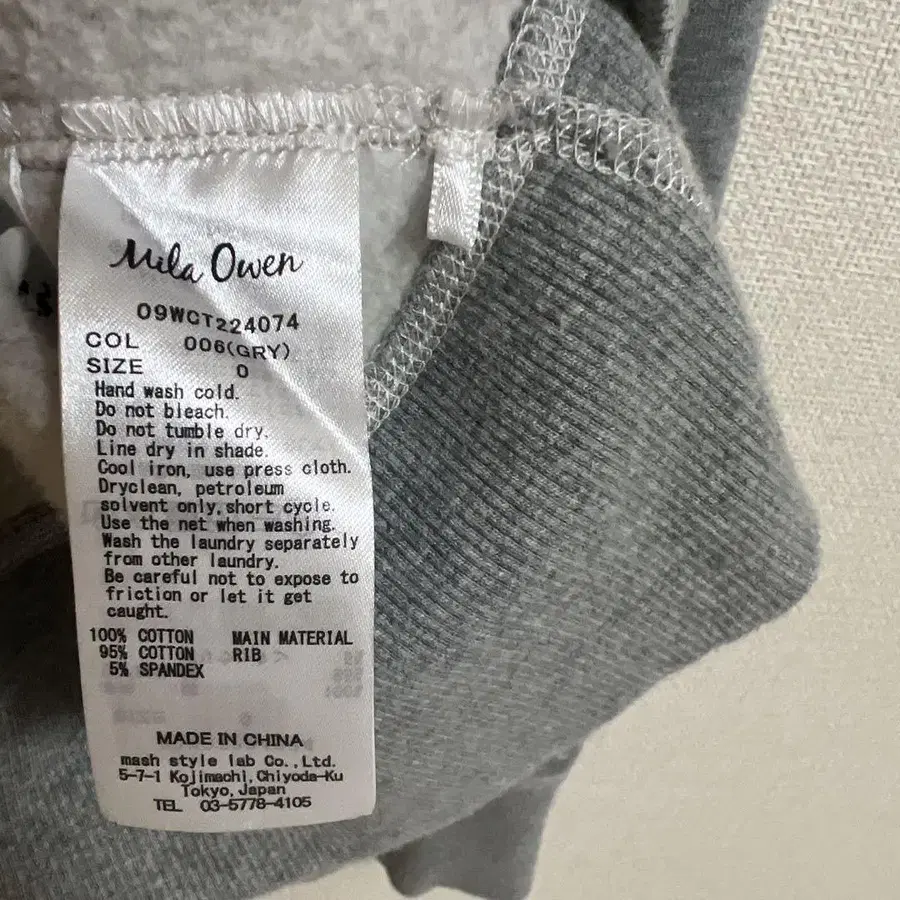 Mila Owen
09WCT224074
COL 006(GRY)
SIZE 0
Hand wash cold.
Do not bleach.
Do not tumble dry.
Line dry in shade.
Cool iron, use press cloth.
Dryclean, petroleum
solvent only,short cycle.
Use the net when washing.
Wash the laundry separately
from other laundry.
Be careful not to expose to
friction or let it get
caught.
100% COTTON MAIN MATERIAL
95% COTTON RIB
5% SPANDEX
MADE IN CHINA
mash style lab Co.,Ltd.
5-7-1 Kojimachi,Chiyoda-Ku
Tokyo,Japan
TEL 03-5778-4105